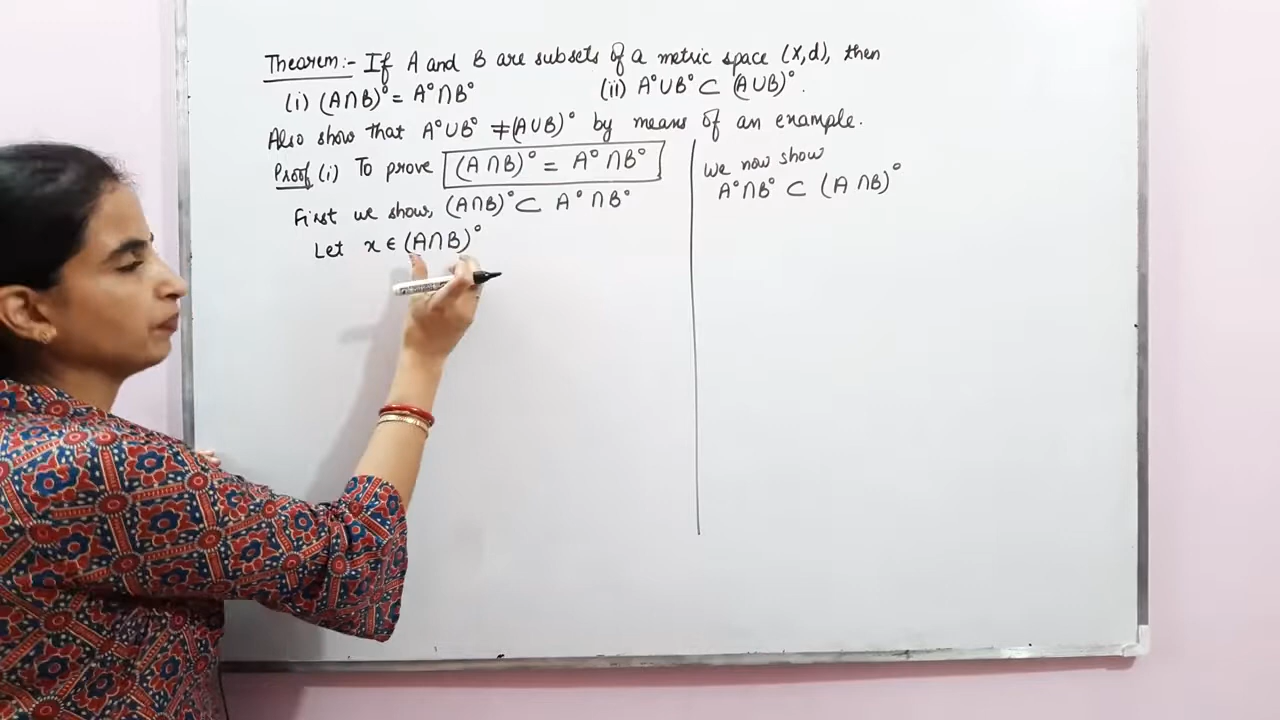 Theorem:- If A and B are subsets of a metric space (X,d), then
(i) (A∩B)° = A°∩B° (ii) A°∪B° ⊂ (A∪B)°.
Also show that A°∪B° ≠ (A∪B)° by means of an example.
Proof (i) To prove (A∩B)° = A°∩B°
First we show, (A∩B)° ⊂ A°∩B°
Let x ∈ (A∩B)°
We now show
A°∩B° ⊂ (A∩B)°